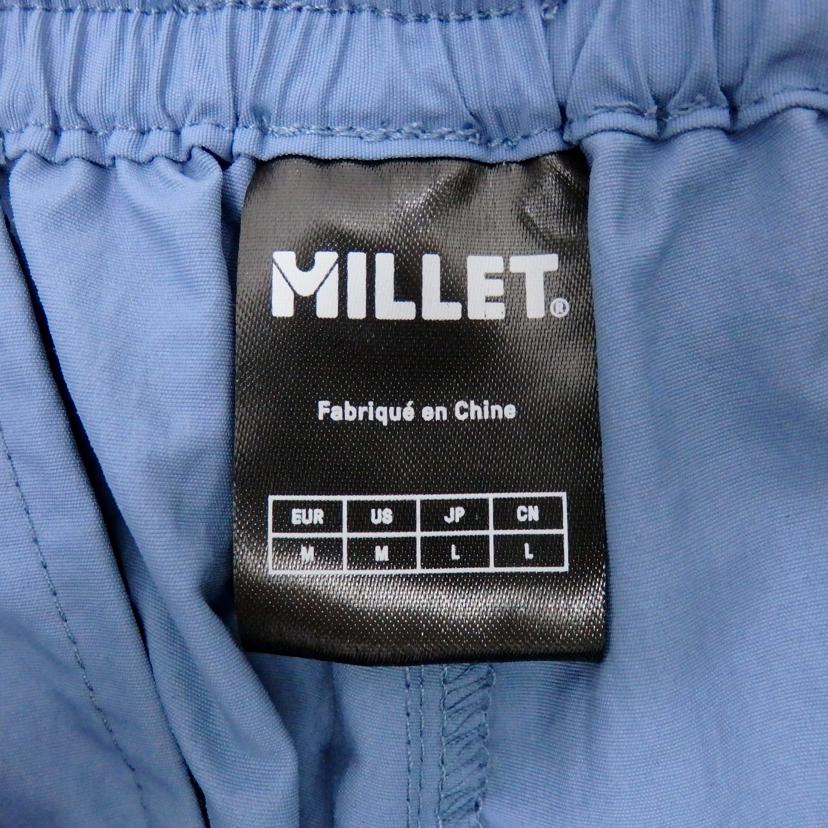 MILLET®
Fabriqué en Chine
EUR US JP CN
M M L L